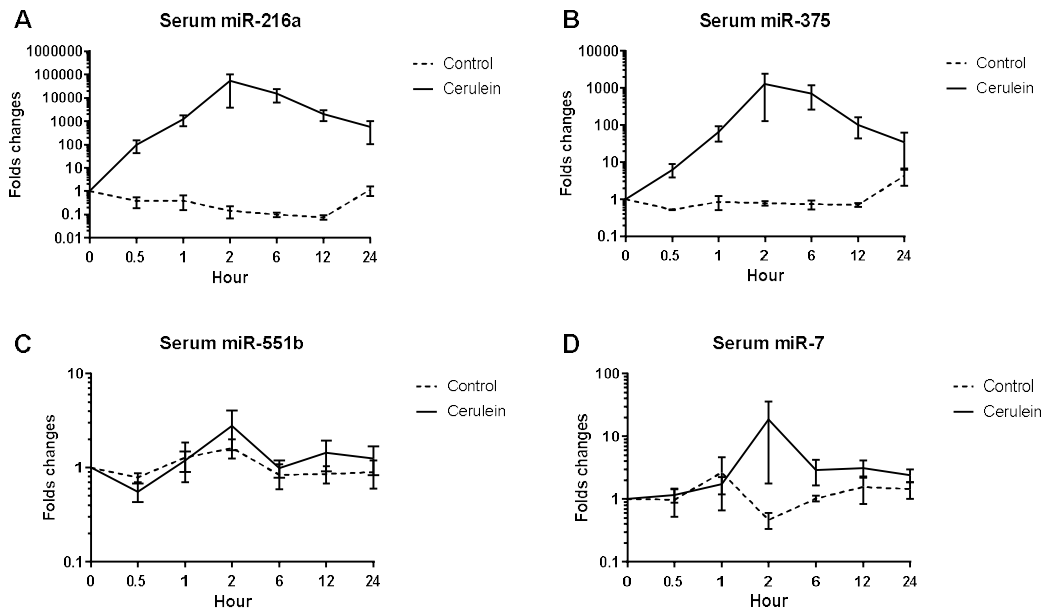 A
Serum miR-216a
Folds changes
1000000
100000
10000
1000
100
10
1
0.1
0.01
0 0.5 1 2 6 12 24
Hour
Control
Cerulein
B
Serum miR-375
Folds changes
10000
1000
100
10
1
0.1
0 0.5 1 2 6 12 24
Hour
Control
Cerulein
C
Serum miR-551b
Folds changes
10
1
0.1
0 0.5 1 2 6 12 24
Hour
Control
Cerulein
D
Serum miR-7
Folds changes
100
10
1
0.1
0 0.5 1 2 6 12 24
Hour
Control
Cerulein